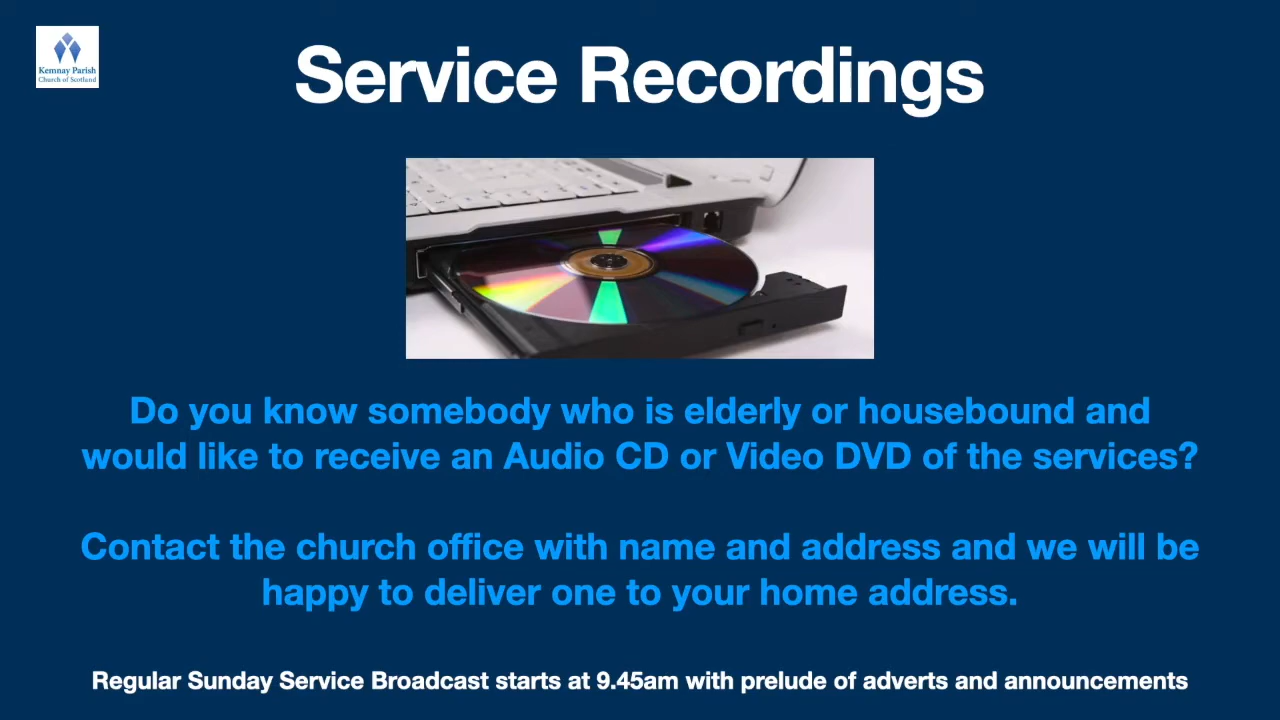 Kemnay Parish
Church of Scotland
Service Recordings
Do you know somebody who is elderly or housebound and
would like to receive an Audio CD or Video DVD of the services?
Contact the church office with name and address and we will be
happy to deliver one to your home address.
Regular Sunday Service Broadcast starts at 9.45am with prelude of adverts and announcements